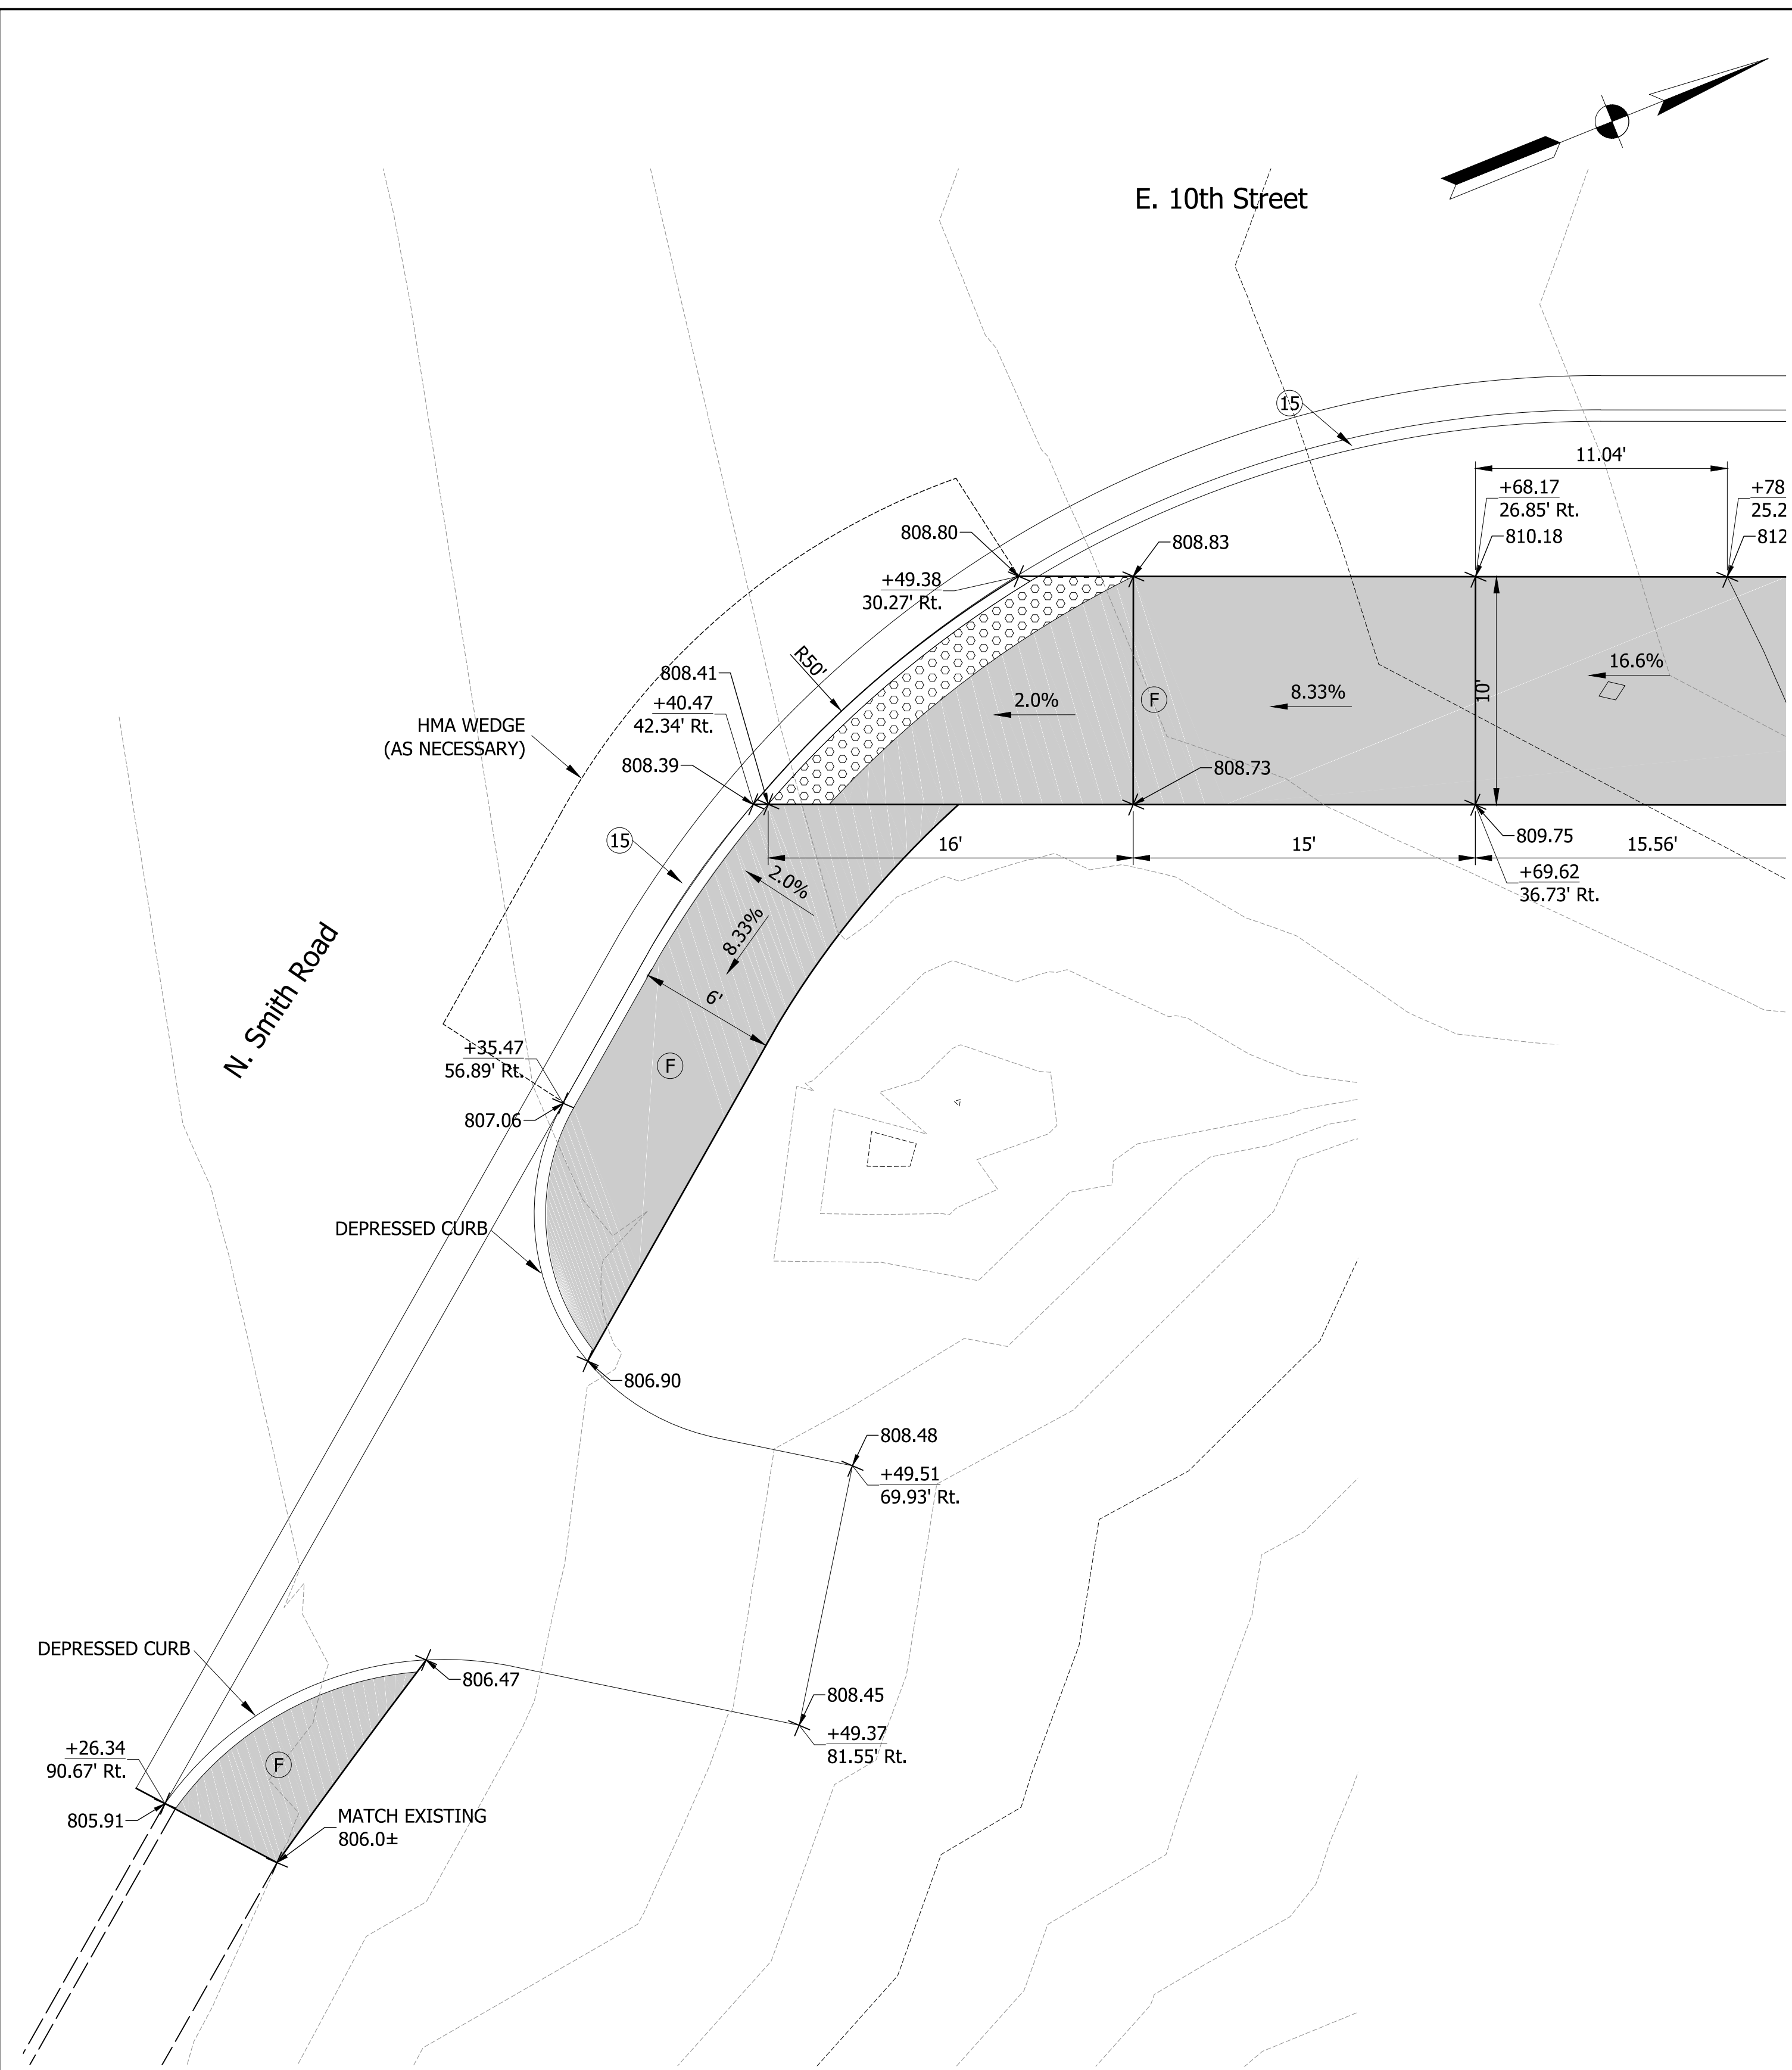 E. 10th Street
15
11.04'
+68.17
26.85' Rt.
810.18
+78
25.2
812
808.80
808.83
+49.38
30.27' Rt.
R50'
808.41
+40.47
42.34' Rt.
HMA WEDGE
(AS NECESSARY)
808.39
2.0%
F
8.33%
16.6%
10'
808.73
809.75
16'
15'
15.56'
+69.62
36.73' Rt.
15
2.0%
8.33%
6'
N. Smith Road
+35.47
56.89' Rt.
F
807.06
DEPRESSED CURB
806.90
808.48
+49.51
69.93' Rt.
DEPRESSED CURB
806.47
808.45
+49.37
81.55' Rt.
+26.34
90.67' Rt.
F
805.91
MATCH EXISTING
806.0±